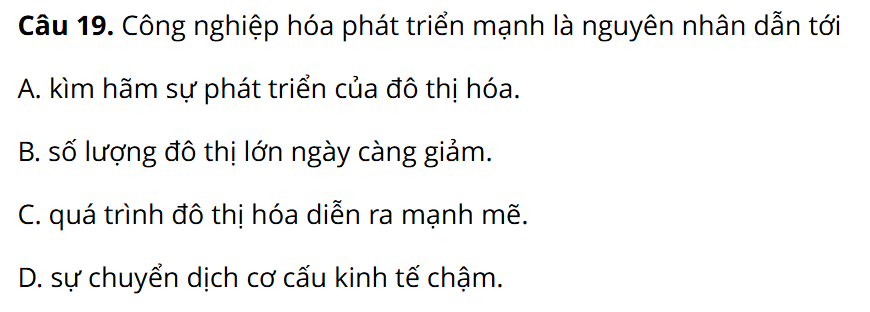 Câu 19. Công nghiệp hóa phát triển mạnh là nguyên nhân dẫn tới
A. kìm hãm sự phát triển của đô thị hóa.
B. số lượng đô thị lớn ngày càng giảm.
C. quá trình đô thị hóa diễn ra mạnh mẽ.
D. sự chuyển dịch cơ cấu kinh tế chậm.